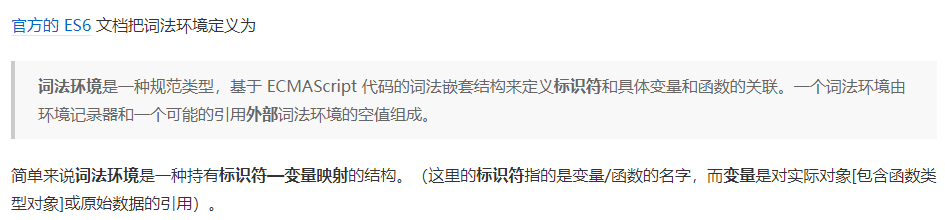 官方的 ES6 文档把词法环境定义为
词法环境是一种规范类型，基于 ECMAScript 代码的词法嵌套结构来定义标识符和具体变量和函数的关联。一个词法环境由
环境记录器和一个可能的引用外部词法环境的空值组成。
简单来说词法环境是一种持有标识符—变量映射的结构。（这里的标识符指的是变量/函数的名字，而变量是对实际对象[包含函数类
型对象]或原始数据的引用）。